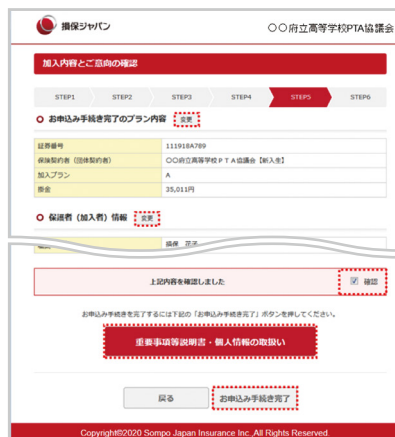 損保ジャパン
〇〇府立高等学校PTA協議会
加入内容とご意向の確認
STEP1 STEP2 STEP3 STEP4 STEP5 STEP6
お申込み手続き完了のプラン内容 変更
証券番号 111918A789
保険契約者(団体契約者) 〇〇府立高等学校PTA協議会【新入生】
加入プラン A
掛金 35,011円
保護者(加入者)情報 変更
損保 花子
上記内容を確認しました 確認
お申込み手続きを完了するには下記の「お申込み手続き完了」ボタンを押してください。
重要事項等説明書・個人情報の取扱い
戻る お申込み手続き完了
Copyright©2020 Sompo Japan Insurance Inc.,All Rights Reserved.